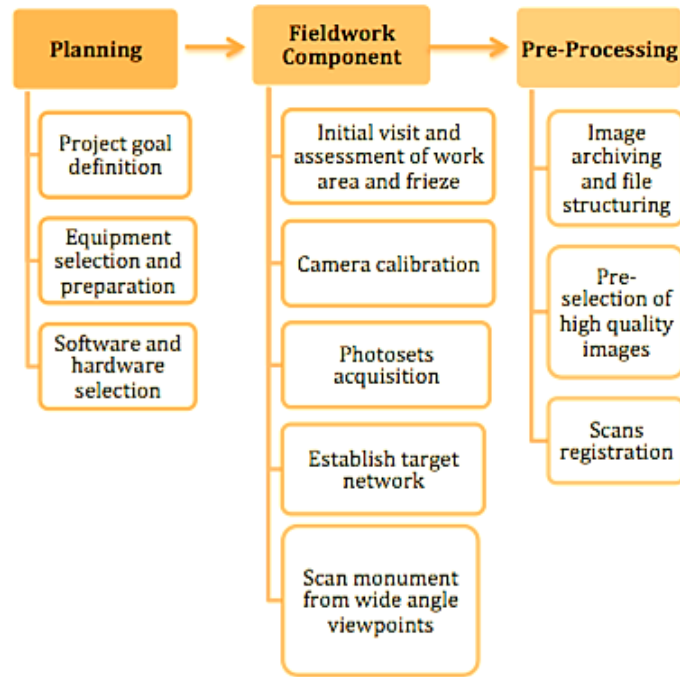 Planning
Project goal
definition
Equipment
selection and
preparation
Software and
hardware
selection
Fieldwork
Component
Initial visit and
assessment of work
area and frieze
Camera calibration
Photosets
acquisition
Establish target
network
Scan monument
from wide angle
viewpoints
Pre-Processing
Image
archiving
and file
structuring
Pre-
selection of
high quality
images
Scans
registration